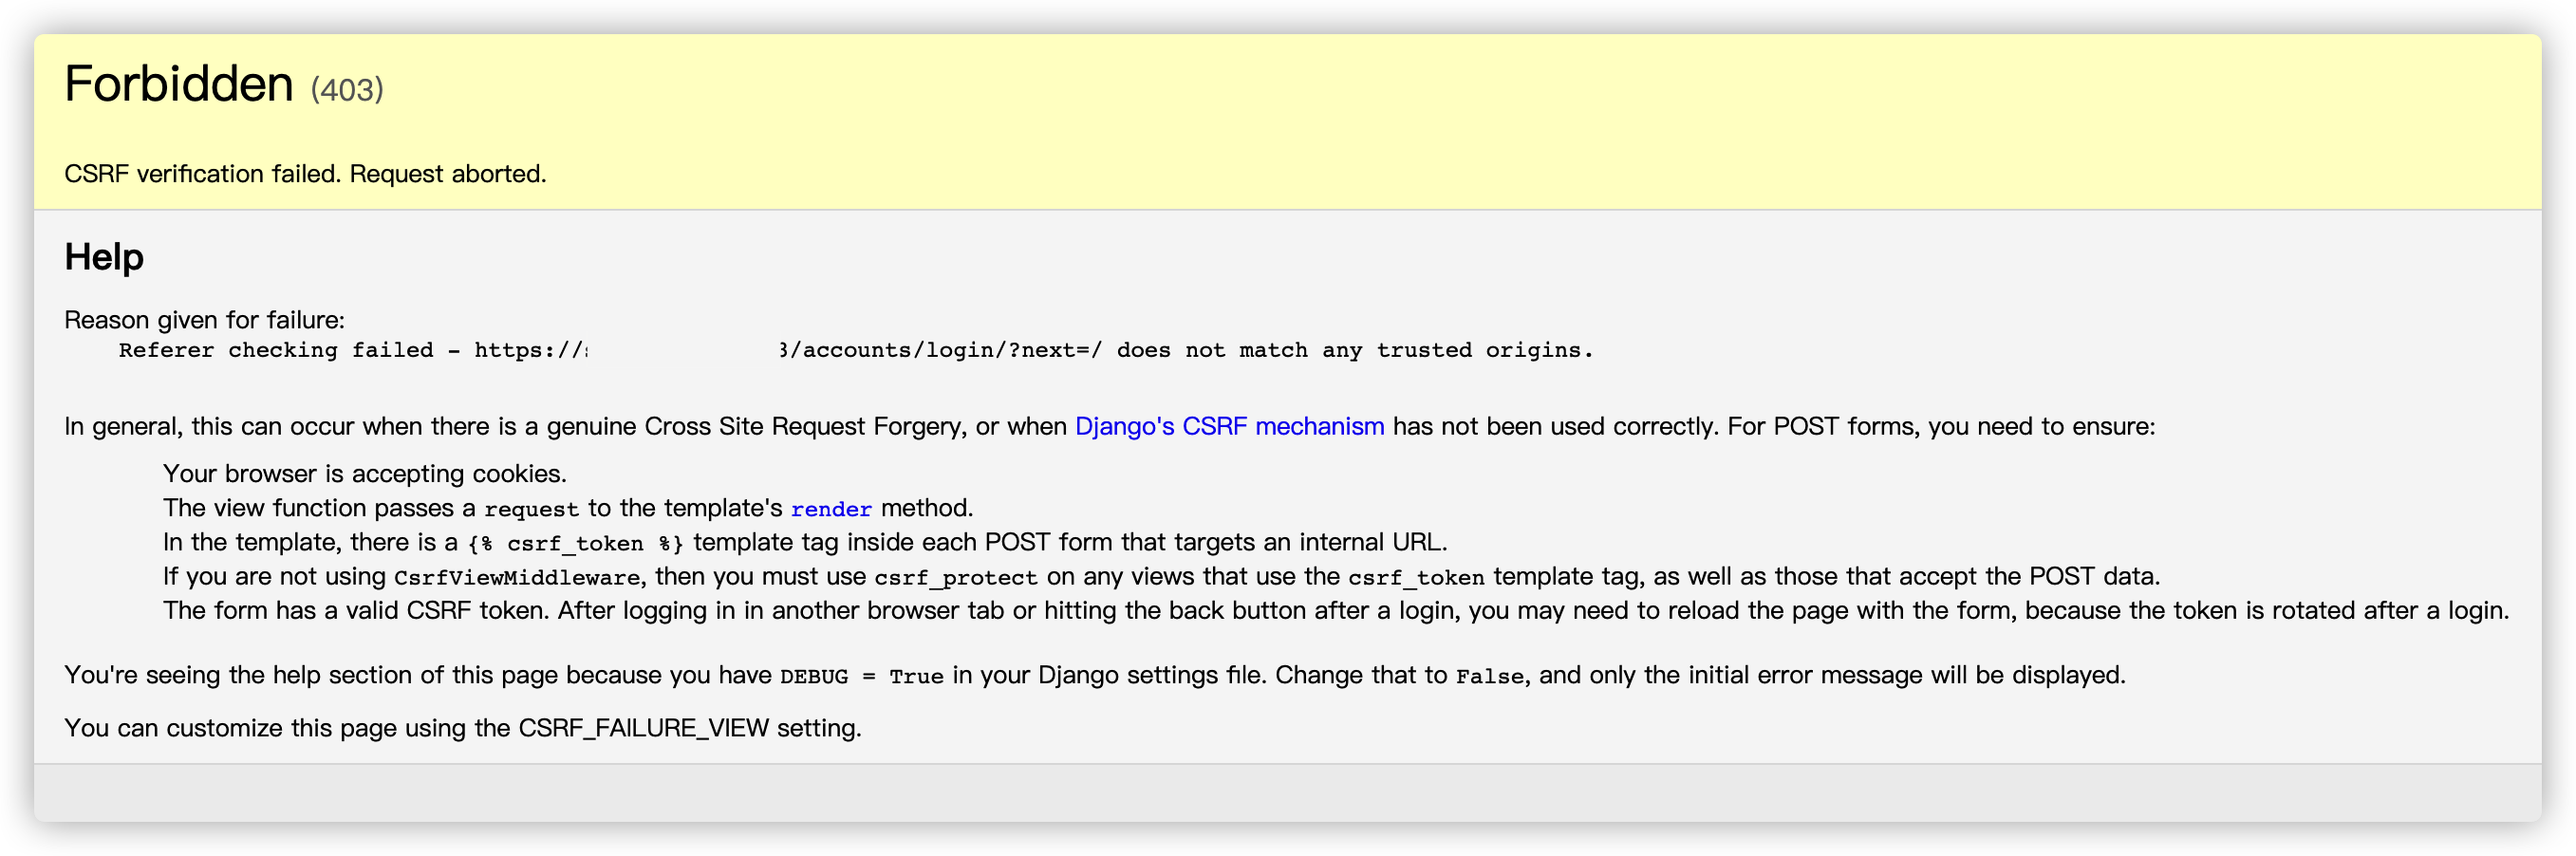 Forbidden (403)
CSRF verification failed. Request aborted.
Help
Reason given for failure:
Referer checking failed - https://
/accounts/login/?next=/ does not match any trusted origins.
In general, this can occur when there is a genuine Cross Site Request Forgery, or when Django's CSRF mechanism has not been used correctly. For POST forms, you need to ensure:
Your browser is accepting cookies.
The view function passes a request to the template's render method.
In the template, there is a {% csrf_token %} template tag inside each POST form that targets an internal URL.
If you are not using CsrfViewMiddleware, then you must use csrf_protect on any views that use the csrf_token template tag, as well as those that accept the POST data.
The form has a valid CSRF token. After logging in in another browser tab or hitting the back button after a login, you may need to reload the page with the form, because the token is rotated after a login.
You're seeing the help section of this page because you have DEBUG = True in your Django settings file. Change that to False, and only the initial error message will be displayed.
You can customize this page using the CSRF_FAILURE_VIEW setting.